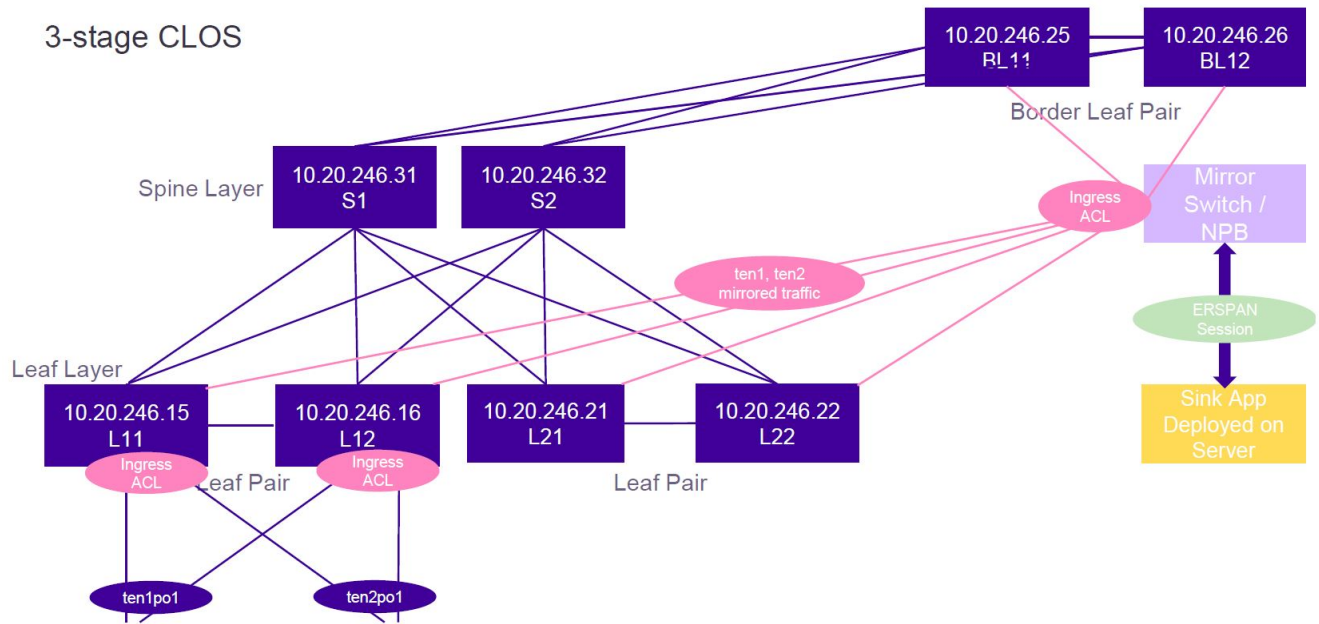 3-stage CLOS
10.20.246.25
BL11
10.20.246.26
BL12
Border Leaf Pair
Spine Layer
10.20.246.31
S1
10.20.246.32
S2
Ingress
ACL
Mirror
Switch /
NPB
ten1, ten2
mirrored traffic
ERSPAN
Session
Leaf Layer
10.20.246.15
L11
10.20.246.16
L12
10.20.246.21
L21
10.20.246.22
L22
Sink App
Deployed on
Server
Ingress
ACL
Leaf Pair
Ingress
ACL
Leaf Pair
ten1po1
ten2po1